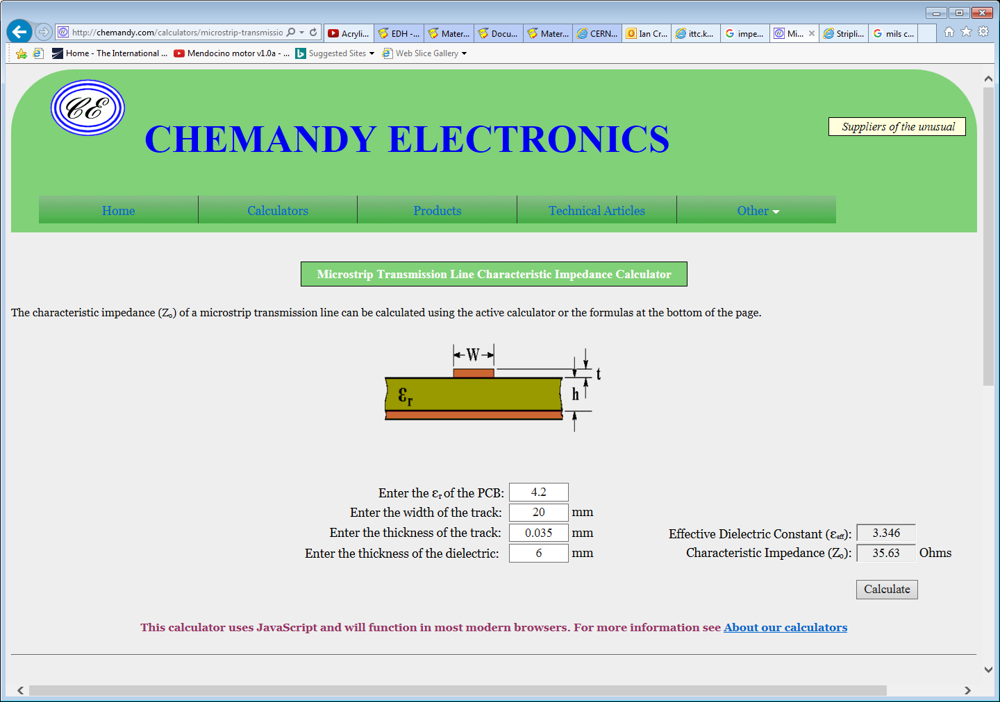 http://chemandy.com/calculators/microstrip-transmissio
Acryli...
EDH -...
Mater...
Docu...
Mater...
CERN...
Ian Cr...
ittc.k...
impe...
Mi...
Stripli...
mils c...
Home - The International ...
Mendocino motor v1.0a - ...
Suggested Sites
Web Slice Gallery
CE
CHEMANDY ELECTRONICS
Suppliers of the unusual
Home
Calculators
Products
Technical Articles
Other
Microstrip Transmission Line Characteristic Impedance Calculator
The characteristic impedance (Zₒ) of a microstrip transmission line can be calculated using the active calculator or the formulas at the bottom of the page.
W
t
h
εr
Enter the εr of the PCB: 4.2
Enter the width of the track: 20 mm
Enter the thickness of the track: 0.035 mm
Effective Dielectric Constant (εeff): 3.346
Enter the thickness of the dielectric: 6 mm
Characteristic Impedance (Zₒ): 35.63 Ohms
Calculate
This calculator uses JavaScript and will function in most modern browsers. For more information see About our calculators